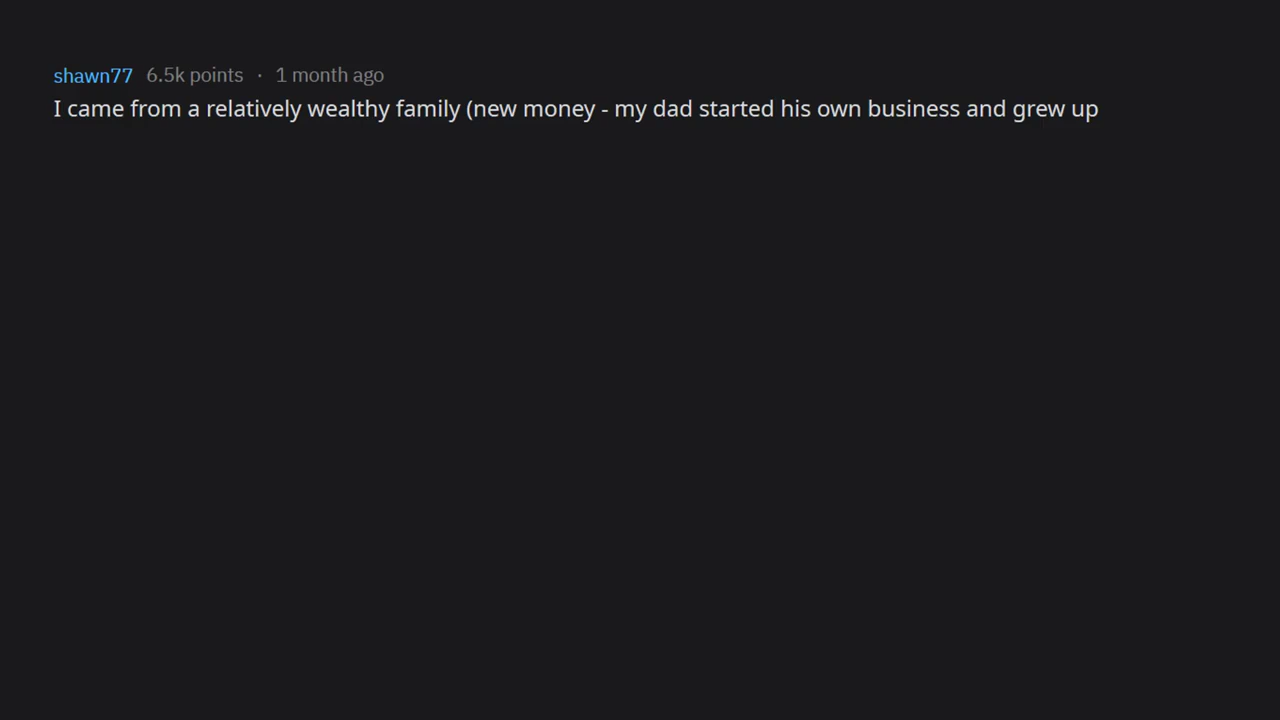 shawn77 6.5k points · 1 month ago
I came from a relatively wealthy family (new money - my dad started his own business and grew up